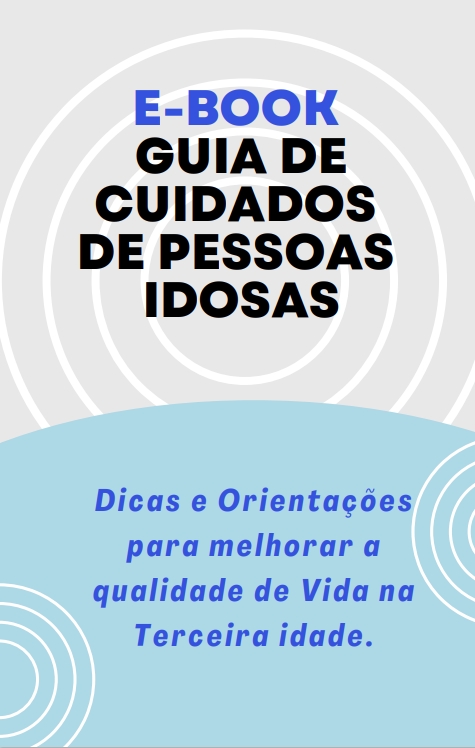 E-BOOK
GUIA DE
CUIDADOS
DE PESSOAS
IDOSAS
Dicas e Orientações
para melhorar a
qualidade de Vida na
Terceira idade.